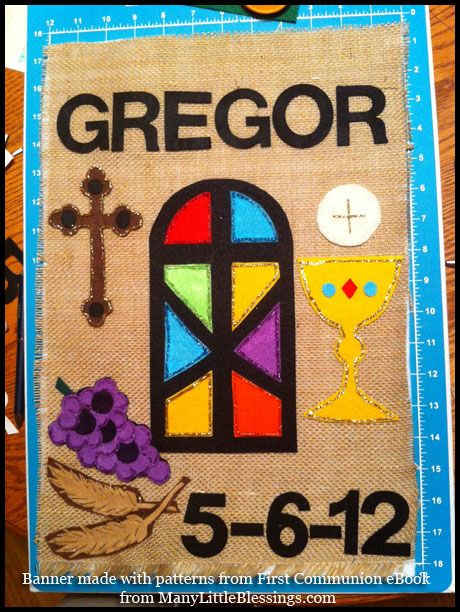 GREGOR
5-6-12
Banner made with patterns from First Communion eBook
from ManyLittleBlessings.com